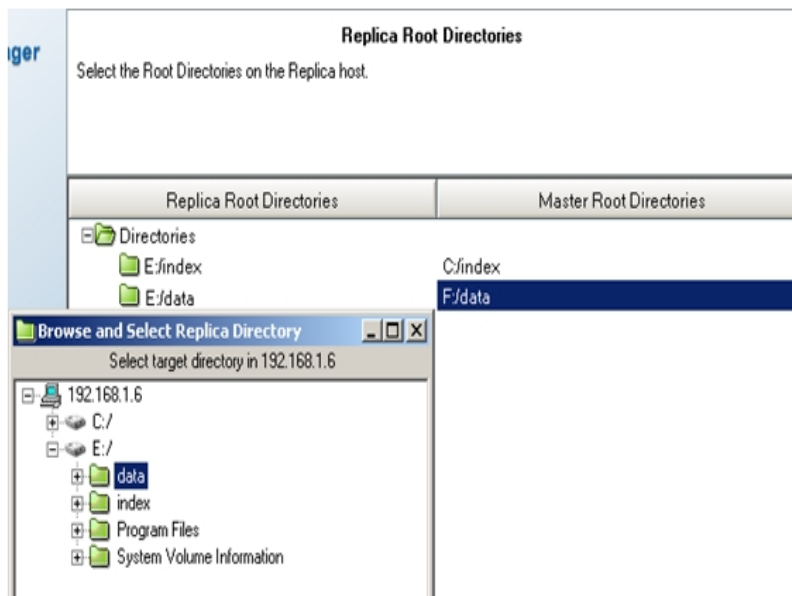 Replica Root Directories
Select the Root Directories on the Replica host.
Replica Root Directories Master Root Directories
Directories
E:/index C:/index
E:/data F:/data
Browse and Select Replica Directory
Select target directory in 192.168.1.6
192.168.1.6
C:/
E:/
data
index
Program Files
System Volume Information